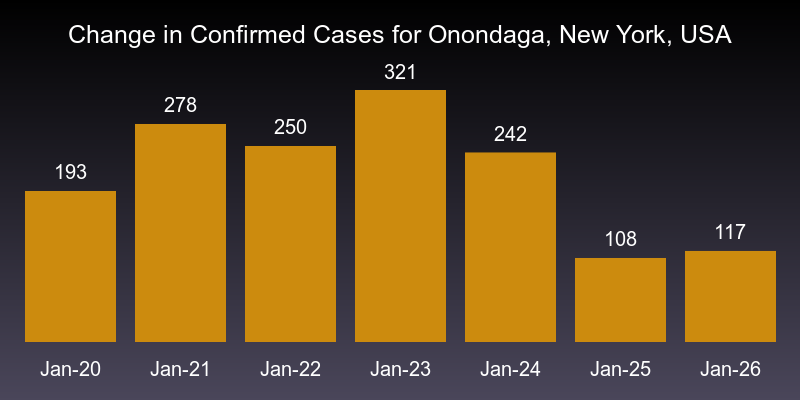 Change in Confirmed Cases for Onondaga, New York, USA
193
278
250
321
242
108
117
Jan-20
Jan-21
Jan-22
Jan-23
Jan-24
Jan-25
Jan-26